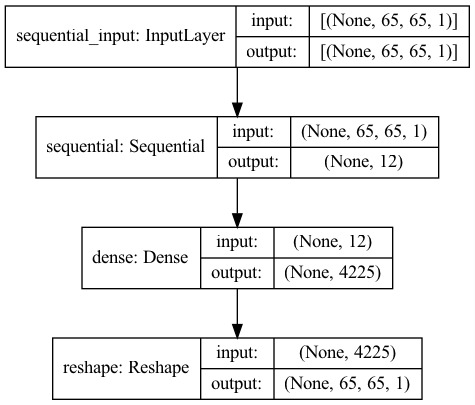 sequential_input: InputLayer
input:
[(None, 65, 65, 1)]
output:
[(None, 65, 65, 1)]
sequential: Sequential
input:
(None, 65, 65, 1)
output:
(None, 12)
dense: Dense
input:
(None, 12)
output:
(None, 4225)
reshape: Reshape
input:
(None, 4225)
output:
(None, 65, 65, 1)